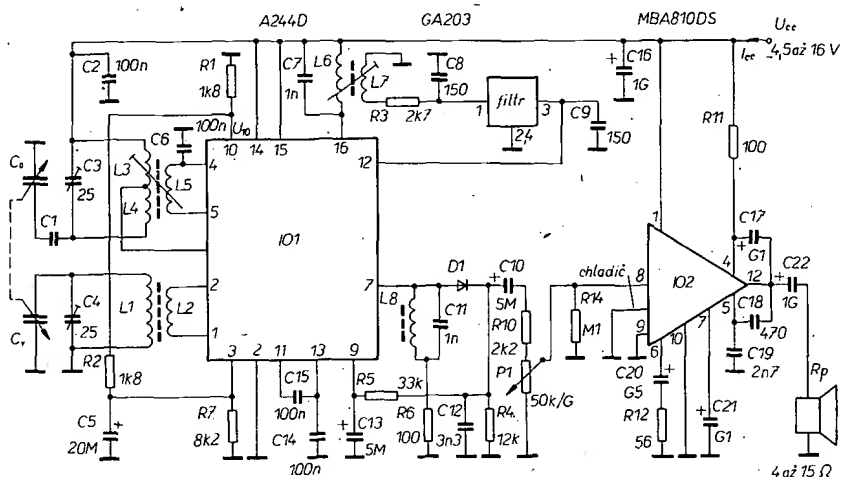 A244D
GA203
MBA810DS
Ucc
Icc
4,5 až 16 V
C2
100n
R1
1k8
C7
1n
L6
L7
C8
150
R3
2k7
filtr
1
3
2,4
C9
150
C16
1G
R11
100
C6
100n
U10
10
14
15
16
12
C0
C3
25
L3
L4
L5
4
5
C1
IO1
Cv
C4
25
L1
L2
2
1
7
R2
1k8
C5
20M
3
2
11
13
9
R7
8k2
C15
100n
C14
100n
R5
33k
C13
5M
L8
C11
1n
D1
C10
5M
R10
2k2
P1
50k/G
R6
100
C12
3n3
R4
12k
chladič
R14
M1
1
8
9
6
10
7
IO2
4
12
5
C17
G1
C18
470
C19
2n7
C22
1G
C20
G5
R12
56
C21
G1
Rp
4 až 15 Ω